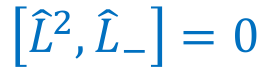 [L̂², L̂₋] = 0